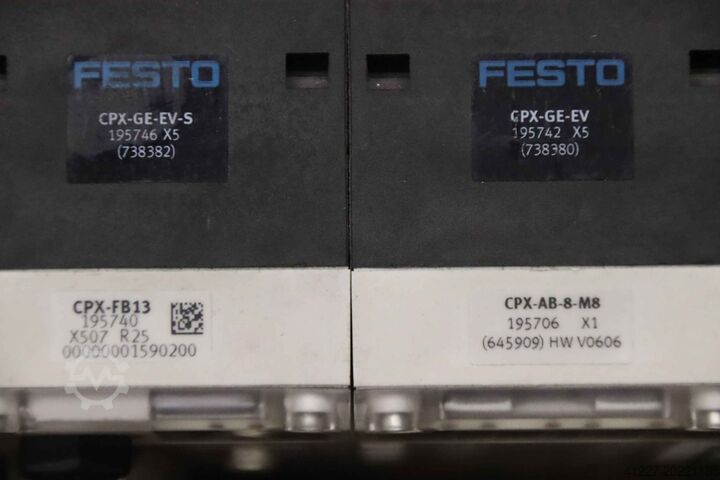 FESTO
CPX-GE-EV-S
195746 X5
(738382)
FESTO
CPX-GE-EV
195742 X5
(738380)
CPX-FB13
195740
X507 R25
00000001590200
CPX-AB-8-M8
195706 X1
(645909) HW V0606